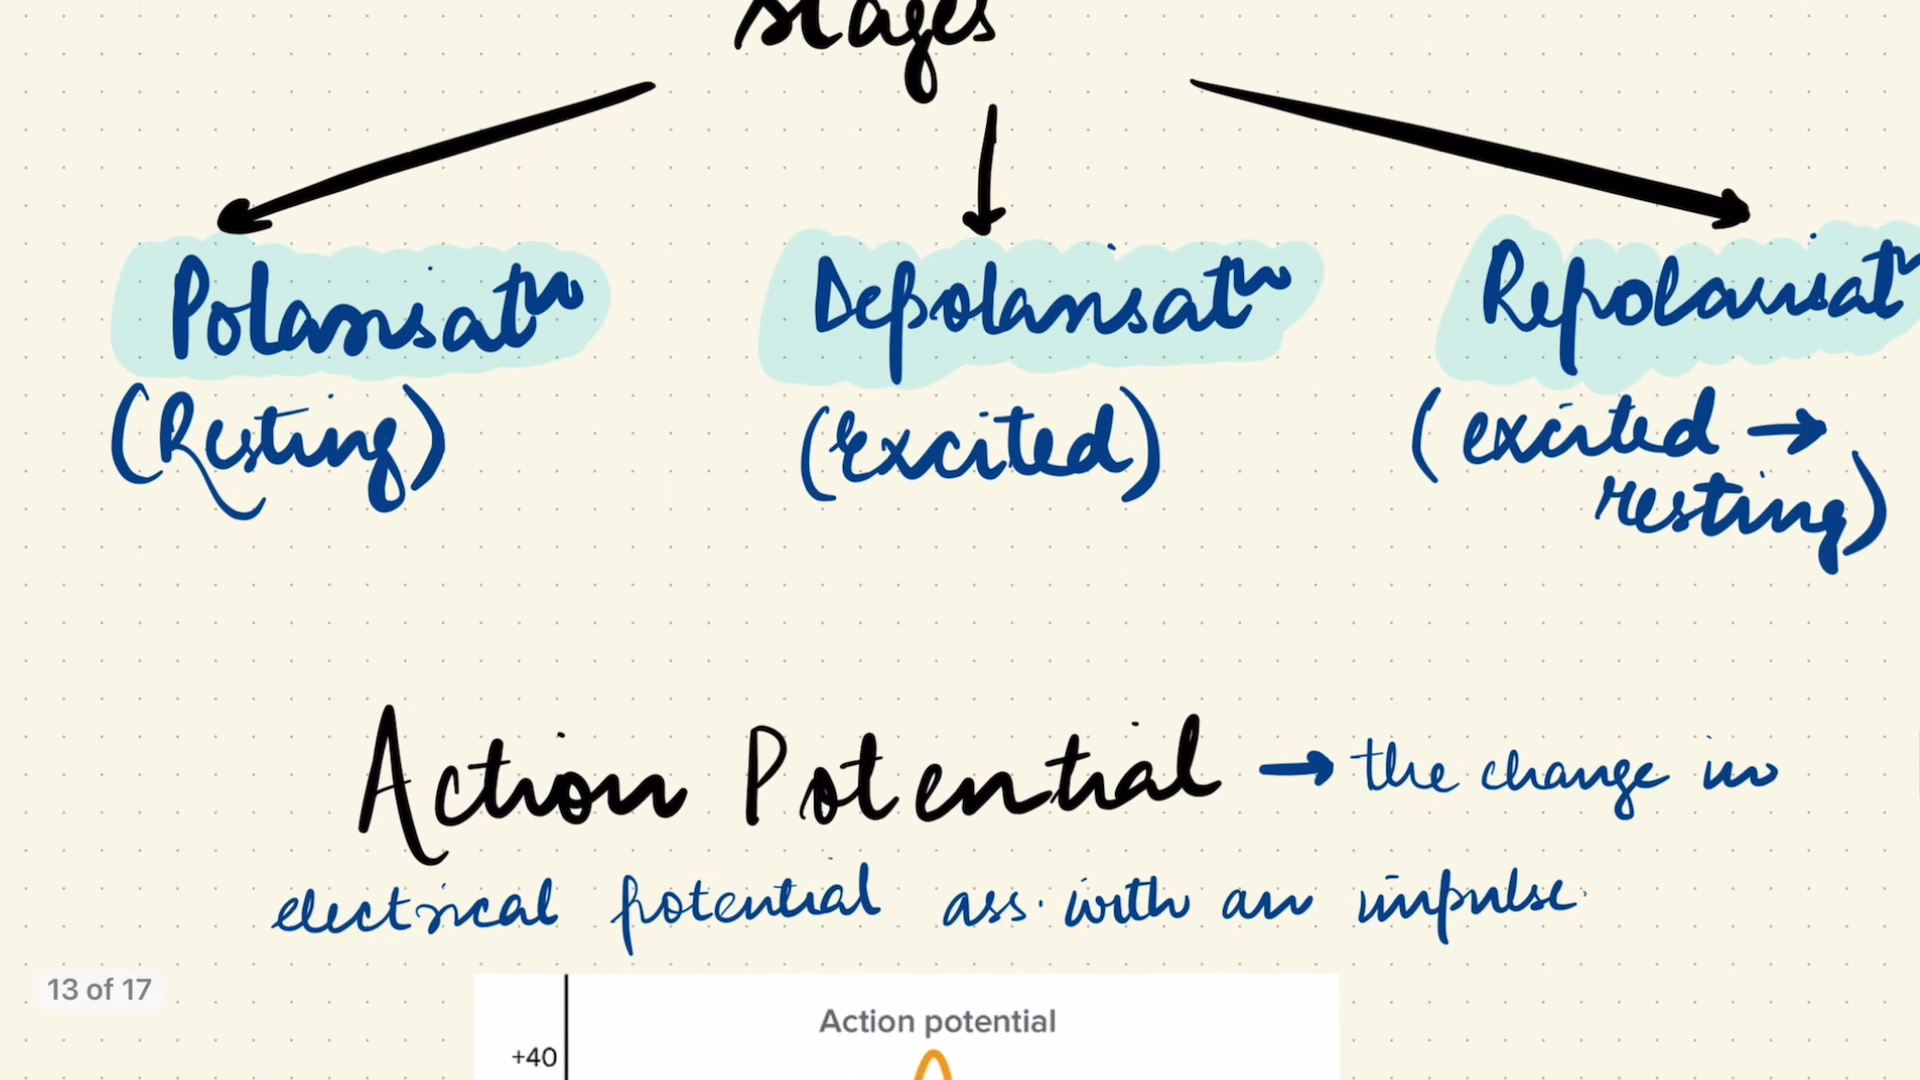 stages
Polarisatn Depolarisatn Repolarisatn
(Resting) (Excited) (excited →
resting)
Action Potential → the change in
electrical potential ass. with an impulse.
13 of 17
Action potential
+40